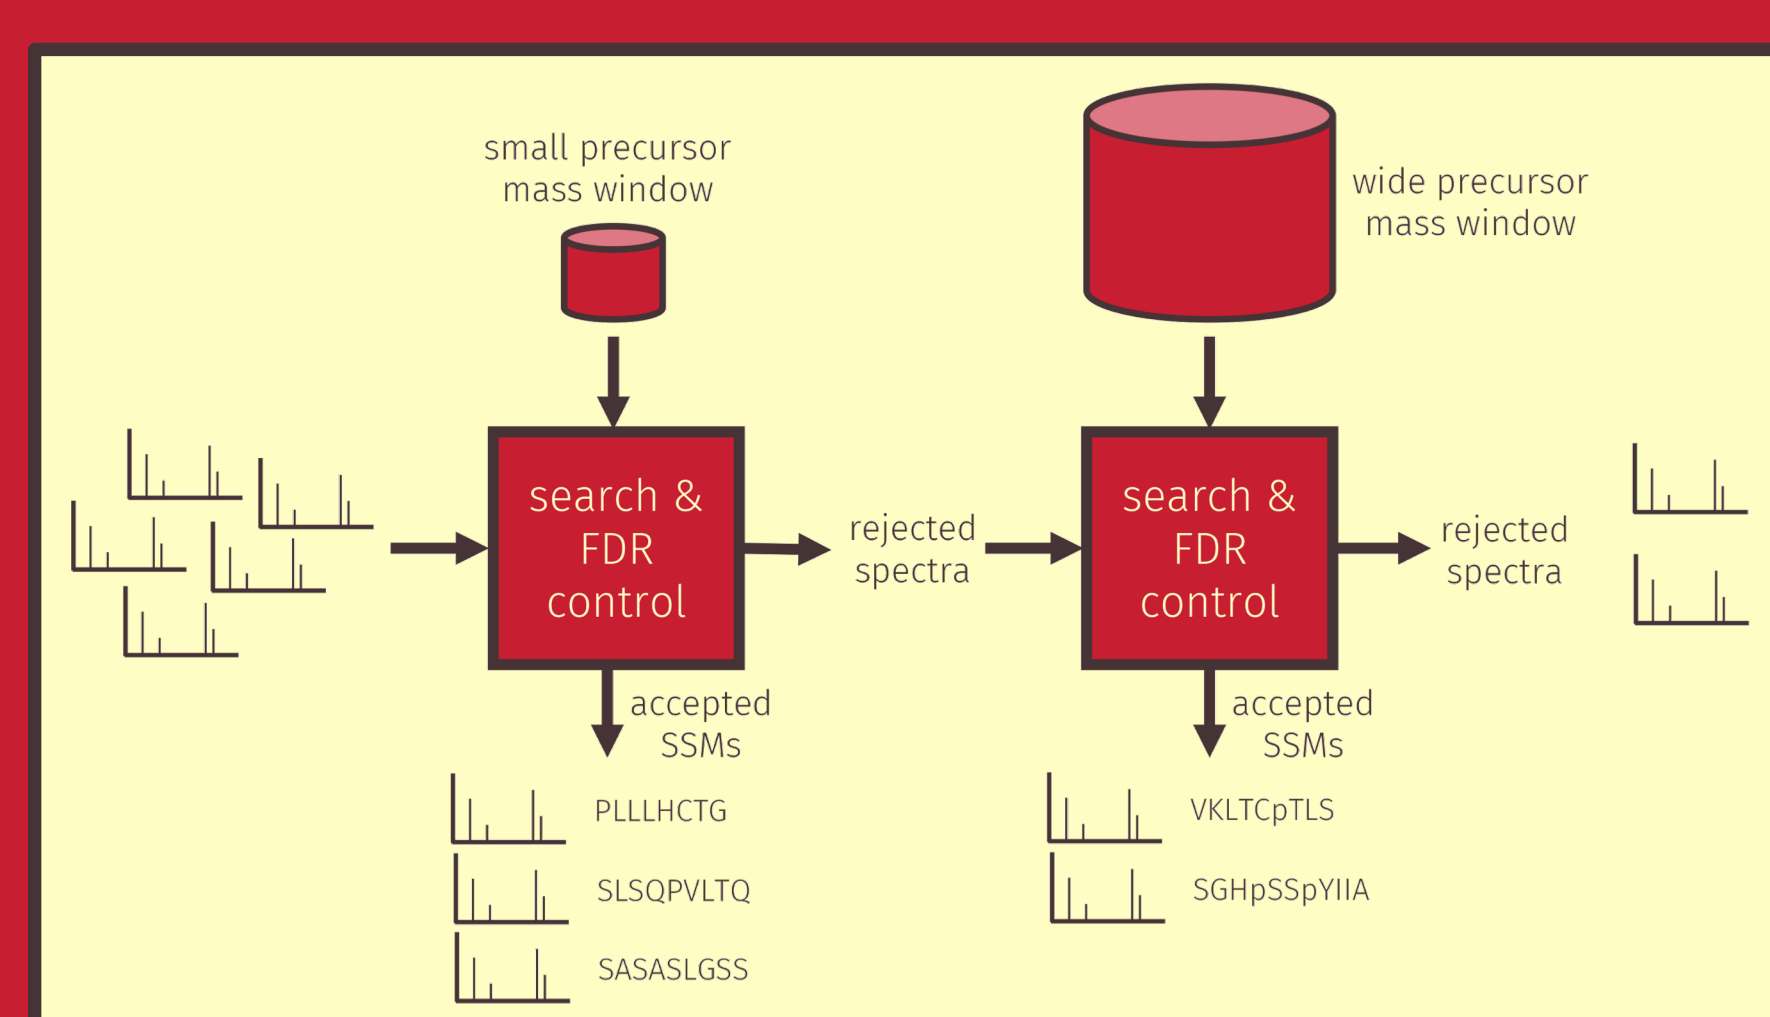 small precursor
mass window
wide precursor
mass window
search &
FDR
control
rejected
spectra
search &
FDR
control
rejected
spectra
accepted
SSMs
accepted
SSMs
PLLLHCTG
SLSQPVLTQ
SASASLGSS
VKLTCpTLS
SGHpSSpYIIA